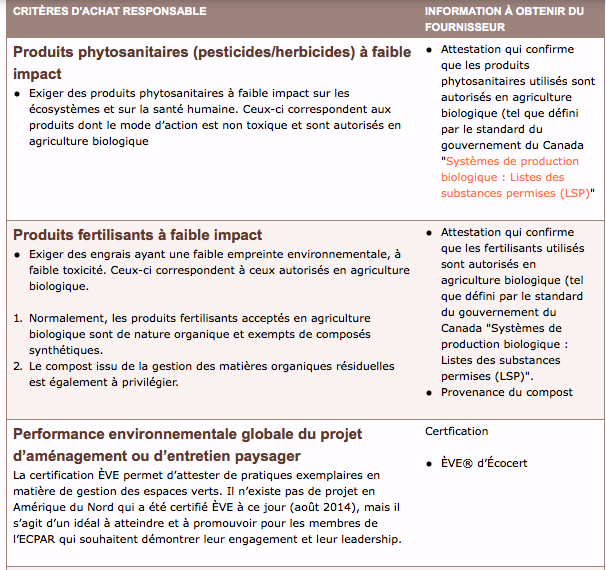 CRITÈRES D'ACHAT RESPONSABLE
INFORMATION À OBTENIR DU
FOURNISSEUR
Produits phytosanitaires (pesticides/herbicides) à faible
impact
● Exiger des produits phytosanitaires à faible impact sur les
écosystèmes et sur la santé humaine. Ceux-ci correspondent aux
produits dont le mode d'action est non toxique et sont autorisés en
agriculture biologique
● Attestation qui confirme
que les produits
phytosanitaires utilisés sont
autorisés en agriculture
biologique (tel que défini
par le standard du
gouvernement du Canada
"Systèmes de production
biologique : Listes des
substances permises (LSP)"
Produits fertilisants à faible impact
● Exiger des engrais ayant une faible empreinte environnementale, à
faible toxicité. Ceux-ci correspondent à ceux autorisés en agriculture
biologique.
1. Normalement, les produits fertilisants acceptés en agriculture
biologique sont de nature organique et exempts de composés
synthétiques.
2. Le compost issu de la gestion des matières organiques résiduelles
est également à privilégier.
● Attestation qui confirme
que les fertilisants utilisés
sont autorisés en
agriculture biologique (tel
que défini par le standard
du gouvernement du
Canada "Systèmes de
production biologique :
Listes des substances
permises (LSP)".
● Provenance du compost
Performance environnementale globale du projet
d'aménagement ou d'entretien paysager
La certification ÈVE permet d'attester de pratiques exemplaires en
matière de gestion des espaces verts. Il n'existe pas de projet en
Amérique du Nord qui a été certifié ÈVE à ce jour (août 2014), mais il
s'agit d'un idéal à atteindre et à promouvoir pour les membres de
l'ECPAR qui souhaitent démontrer leur engagement et leur leadership.
Certfication
● ÈVE® d'Écocert